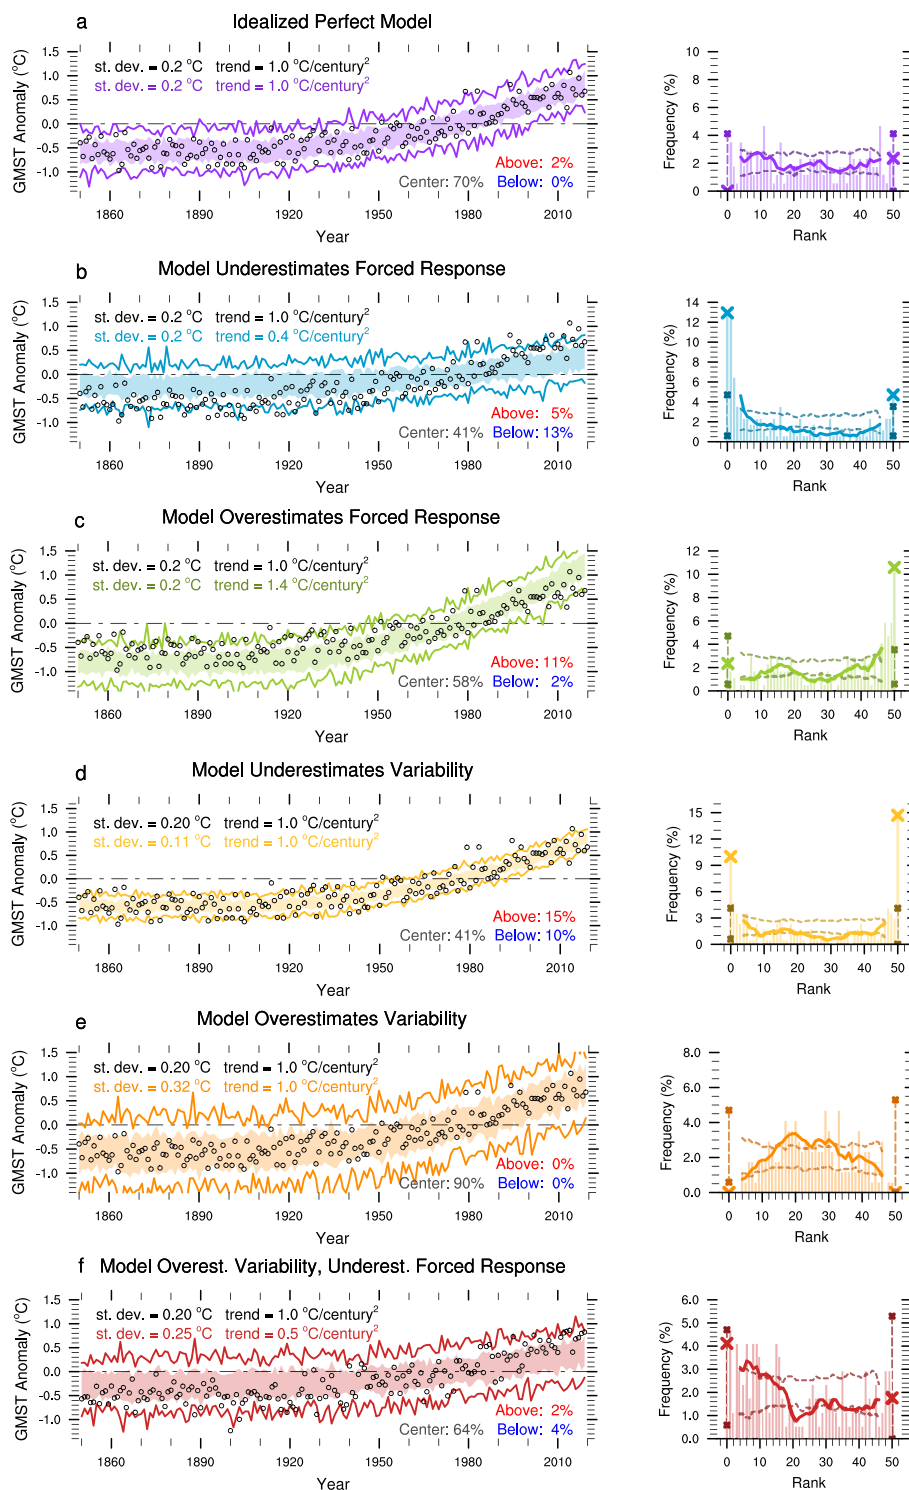 a Idealized Perfect Model
GMST Anomaly (°C)
1.5
1.0
0.5
0.0
-0.5
-1.0
st. dev. = 0.2 °C trend = 1.0 °C/century²
st. dev. = 0.2 °C trend = 1.0 °C/century²
Above: 2%
Center: 70% Below: 0%
1860 1890 1920 1950 1980 2010
Year
Frequency (%)
10
8
6
4
2
0
0 10 20 30 40 50
Rank
b Model Underestimates Forced Response
GMST Anomaly (°C)
1.5
1.0
0.5
0.0
-0.5
-1.0
st. dev. = 0.2 °C trend = 1.0 °C/century²
st. dev. = 0.2 °C trend = 0.4 °C/century²
Above: 5%
Center: 41% Below: 13%
1860 1890 1920 1950 1980 2010
Year
Frequency (%)
14
12
10
8
6
4
2
0
0 10 20 30 40 50
Rank
c Model Overestimates Forced Response
GMST Anomaly (°C)
1.5
1.0
0.5
0.0
-0.5
-1.0
st. dev. = 0.2 °C trend = 1.0 °C/century²
st. dev. = 0.2 °C trend = 1.4 °C/century²
Above: 11%
Center: 58% Below: 2%
1860 1890 1920 1950 1980 2010
Year
Frequency (%)
12
10
8
6
4
2
0
0 10 20 30 40 50
Rank
d Model Underestimates Variability
GMST Anomaly (°C)
1.5
1.0
0.5
0.0
-0.5
-1.0
st. dev. = 0.20 °C trend = 1.0 °C/century²
st. dev. = 0.11 °C trend = 1.0 °C/century²
Above: 15%
Center: 41% Below: 10%
1860 1890 1920 1950 1980 2010
Year
Frequency (%)
15
12
9
6
3
0
0 10 20 30 40 50
Rank
e Model Overestimates Variability
GMST Anomaly (°C)
1.5
1.0
0.5
0.0
-0.5
-1.0
st. dev. = 0.20 °C trend = 1.0 °C/century²
st. dev. = 0.32 °C trend = 1.0 °C/century²
Above: 0%
Center: 90% Below: 0%
1860 1890 1920 1950 1980 2010
Year
Frequency (%)
8.0
6.0
4.0
2.0
0.0
0 10 20 30 40 50
Rank
f Model Overest. Variability, Underest. Forced Response
GMST Anomaly (°C)
1.5
1.0
0.5
0.0
-0.5
-1.0
st. dev. = 0.20 °C trend = 1.0 °C/century²
st. dev. = 0.25 °C trend = 0.5 °C/century²
Above: 2%
Center: 64% Below: 4%
1860 1890 1920 1950 1980 2010
Year
Frequency (%)
6.0
5.0
4.0
3.0
2.0
1.0
0.0
0 10 20 30 40 50
Rank